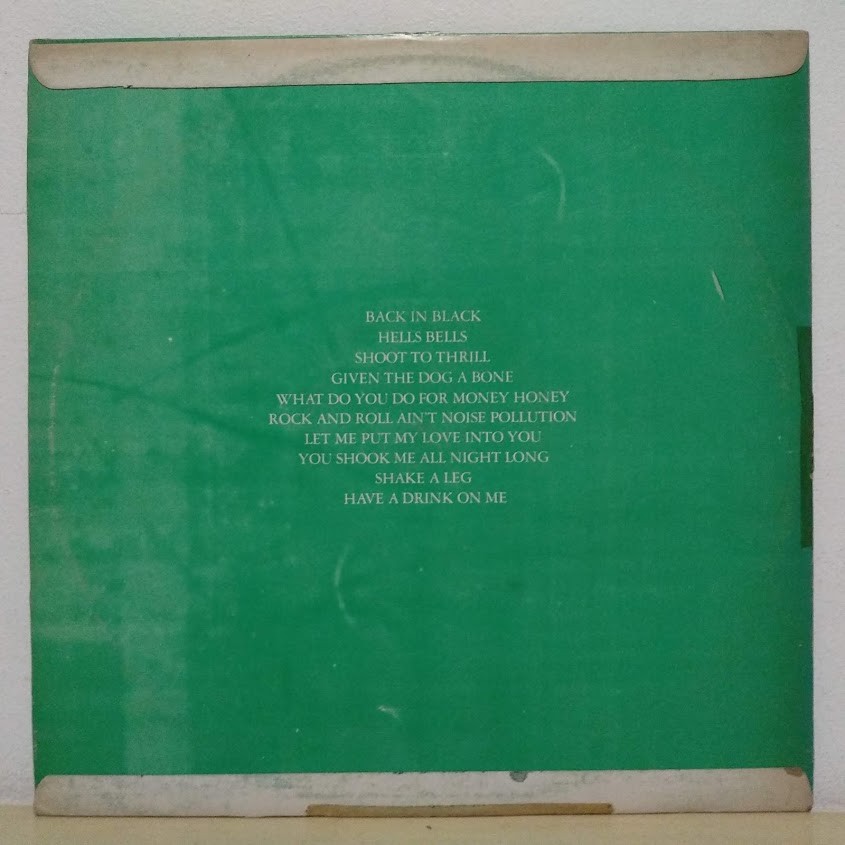 BACK IN BLACK
HELLS BELLS
SHOOT TO THRILL
GIVEN THE DOG A BONE
WHAT DO YOU DO FOR MONEY HONEY
ROCK AND ROLL AIN'T NOISE POLLUTION
LET ME PUT MY LOVE INTO YOU
YOU SHOOK ME ALL NIGHT LONG
SHAKE A LEG
HAVE A DRINK ON ME